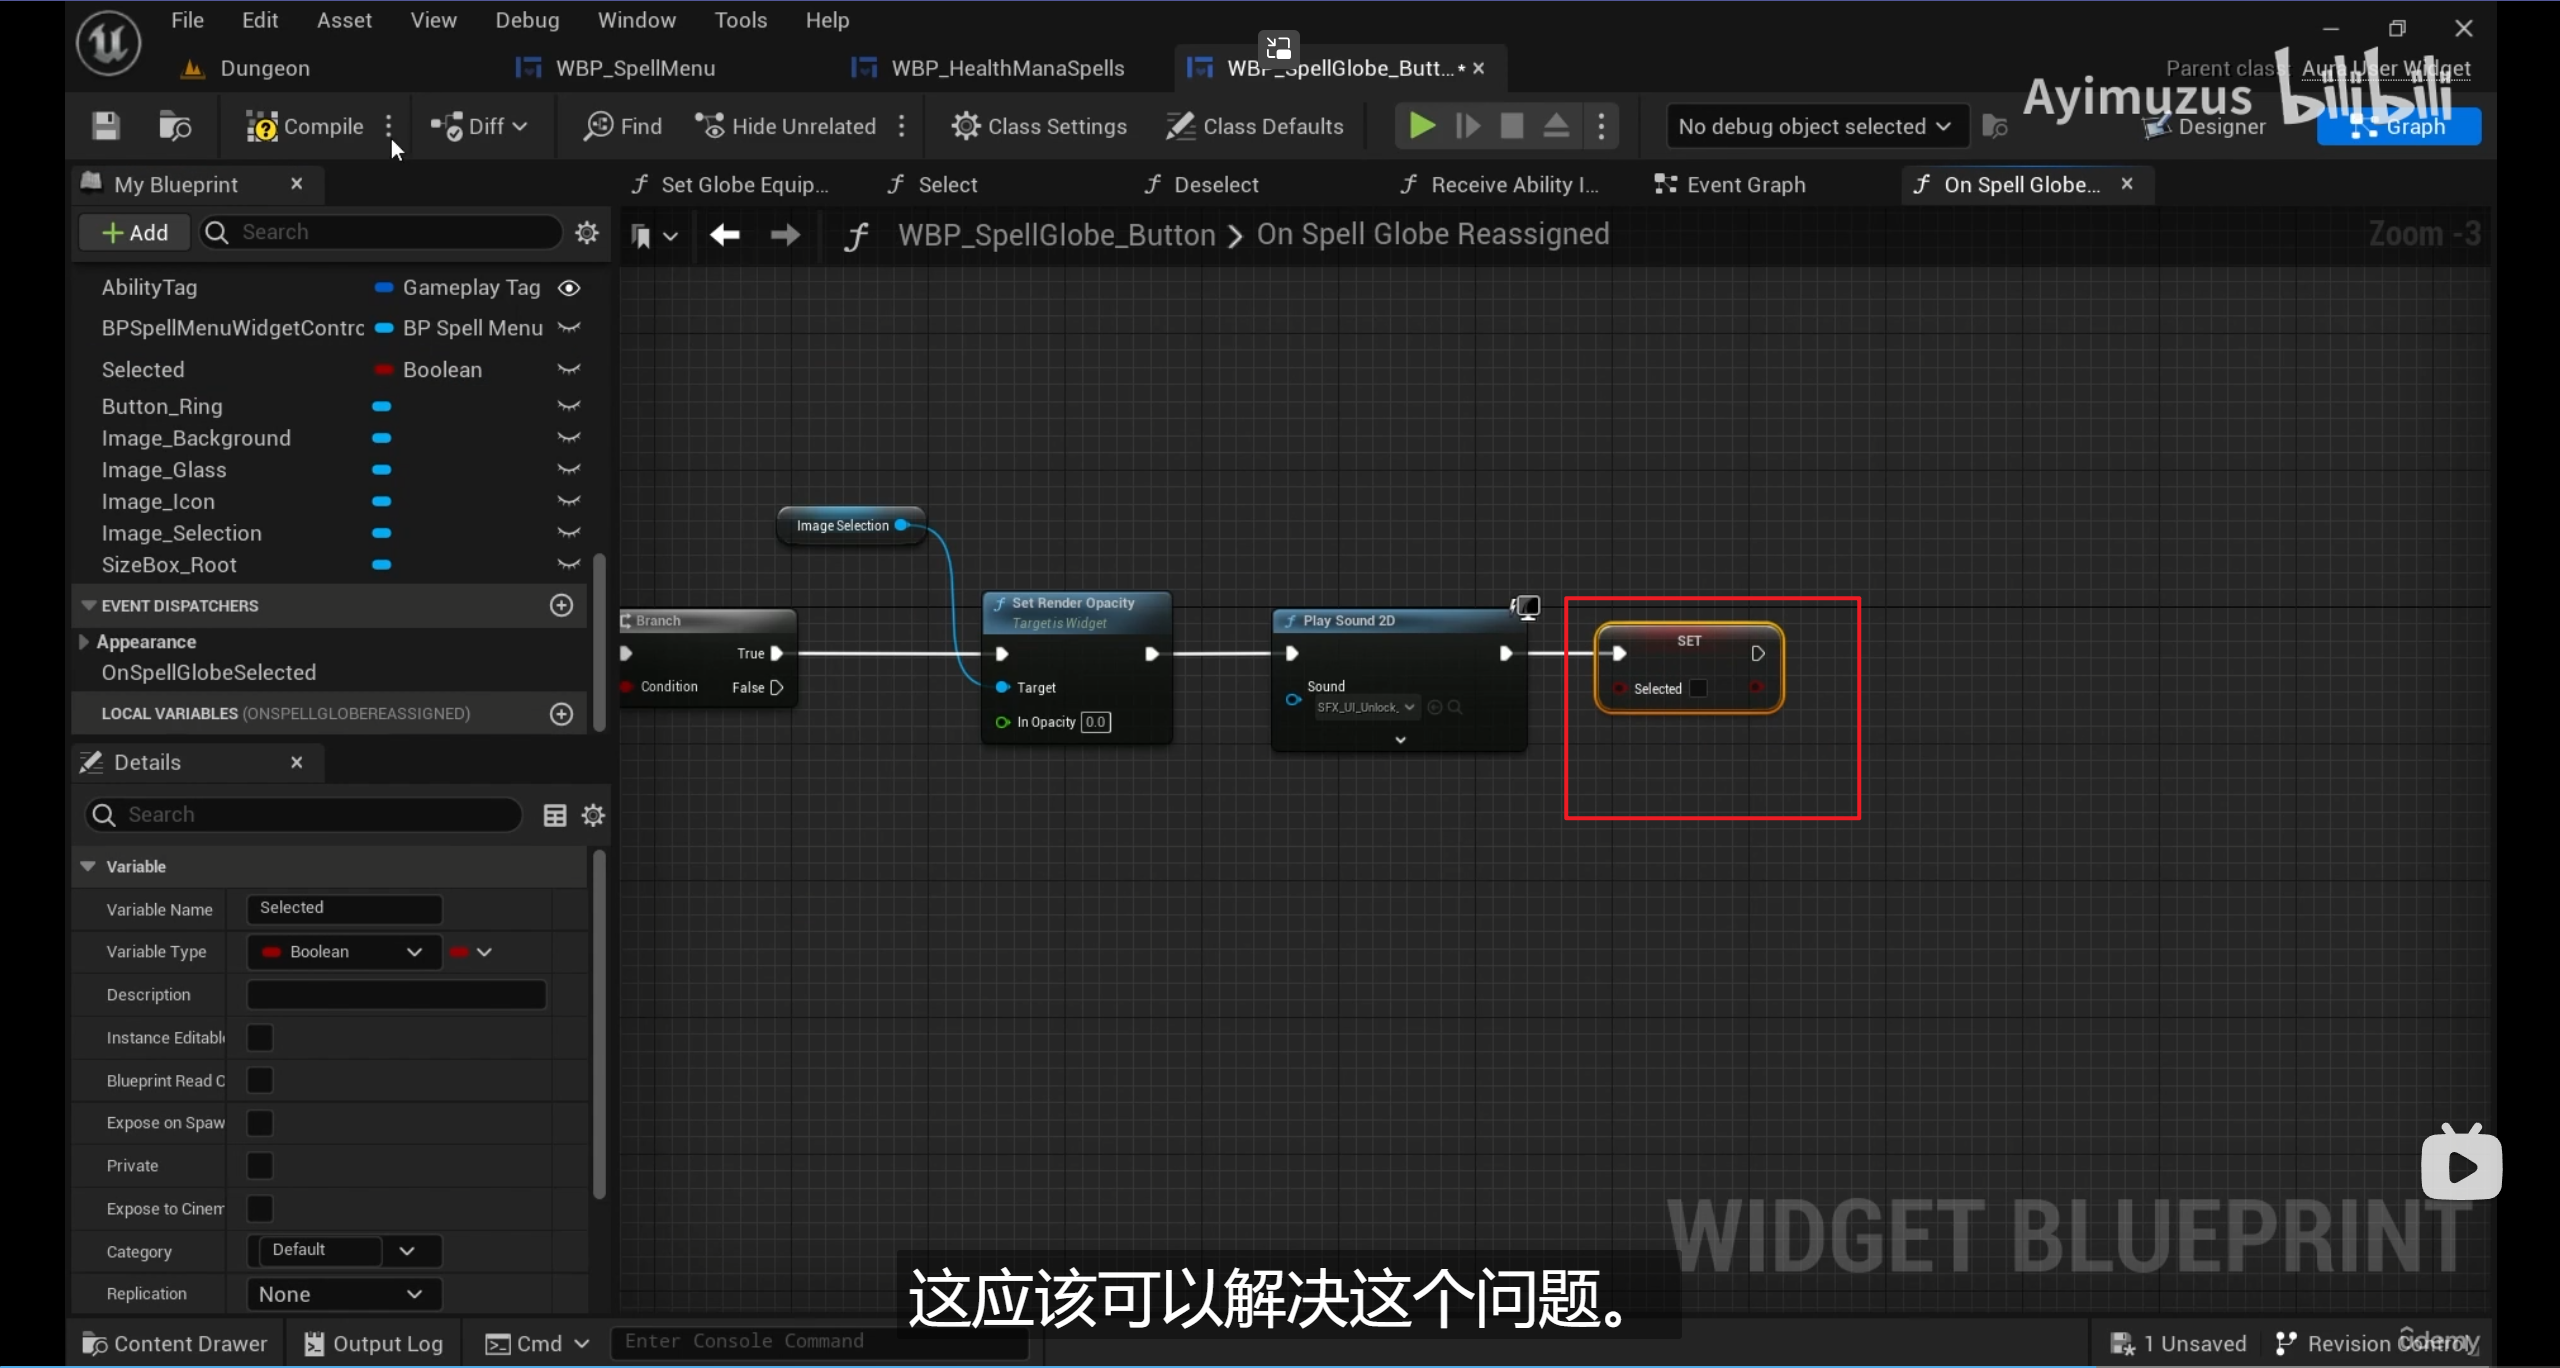 File Edit Asset View Debug Window Tools Help
Dungeon WBP_SpellMenu WBP_HealthManaSpells WBP_SpellGlobe_Butt...*
Parent class: Aura User Widget
Ayimuzus bilibili
Compile Diff Find Hide Unrelated Class Settings Class Defaults No debug object selected Designer Graph
My Blueprint
Set Globe Equip... Select Deselect Receive Ability I... Event Graph On Spell Globe...
Add Search
WBP_SpellGlobe_Button > On Spell Globe Reassigned
Zoom -3
AbilityTag Gameplay Tag
BPSpellMenuWidgetContro BP Spell Menu
Selected Boolean
Button_Ring
Image_Background
Image_Glass
Image_Icon
Image_Selection
SizeBox_Root
EVENT DISPATCHERS
Appearance
OnSpellGlobeSelected
LOCAL VARIABLES (ONSPELLGLOBEREASSIGNED)
Image Selection
Branch
True
Condition False
Set Render Opacity
Target is Widget
Target
In Opacity 0.0
Play Sound 2D
Sound
SFX_UI_Unlock_
SET
Selected
Details
Search
Variable
Variable Name Selected
Variable Type Boolean
Description
Instance Editabl
Blueprint Read O
Expose on Spaw
Private
Expose to Cinem
Category Default
Replication None
WIDGET BLUEPRINT
这应该可以解决这个问题。
Content Drawer Output Log Cmd Enter Console Command
1 Unsaved Revision Control
ûdemy